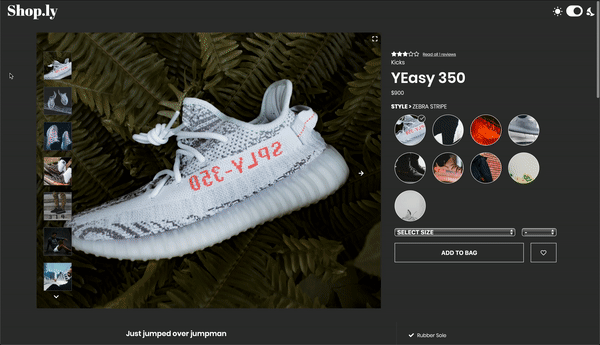 Shop.ly
Read all 1 reviews
Kicks
YEasy 350
$900
STYLE > ZEBRA STRIPE
SPLY-350
SELECT SIZE
-
ADD TO BAG
Just jumped over jumpman
Rubber Sole